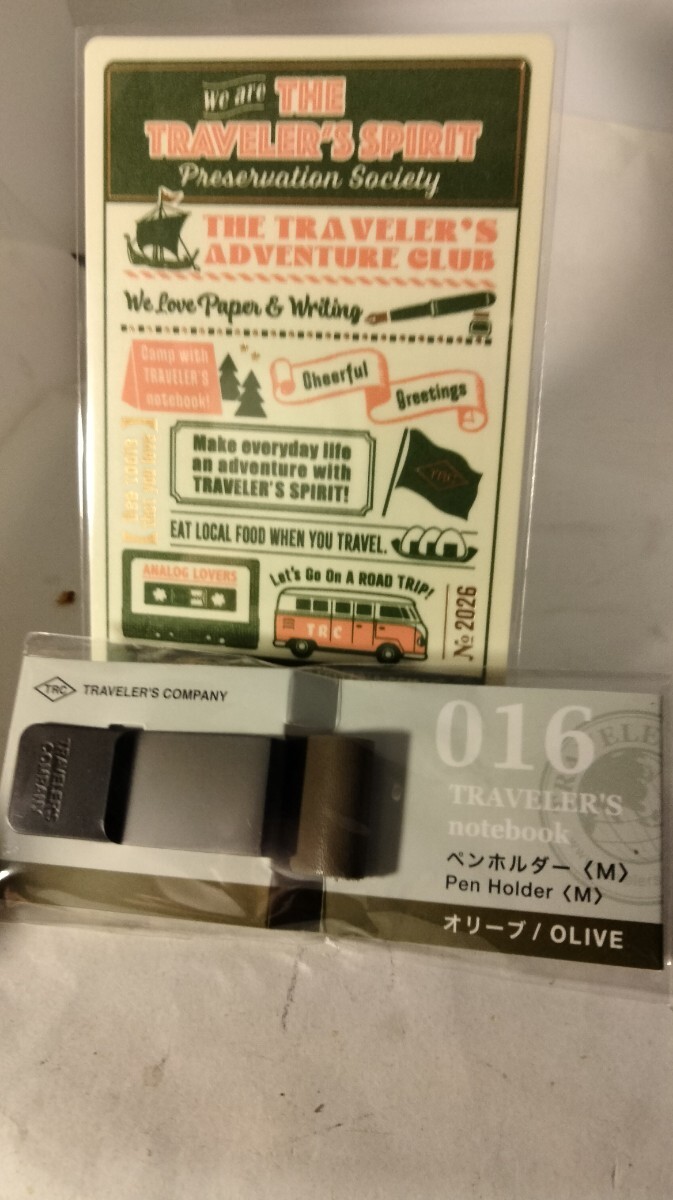 We are THE
TRAVELER'S SPIRIT
Preservation Society
THE TRAVELER'S
ADVENTURE CLUB
We Love Paper & Writing
Camp with
TRAVELER'S
notebook!
Cheerful
Greetings
Make everyday life
an adventure with
TRAVELER'S SPIRIT!
TRC
EAT LOCAL FOOD WHEN YOU TRAVEL.
ANALOG LOVERS
Let's Go On A ROAD TRIP!
TRC
№ 2026
TRC TRAVELER'S COMPANY
TRAVELER'S
COMPANY
016
TRAVELER'S
notebook
ペンホルダー〈M〉
Pen Holder〈M〉
オリーブ / OLIVE